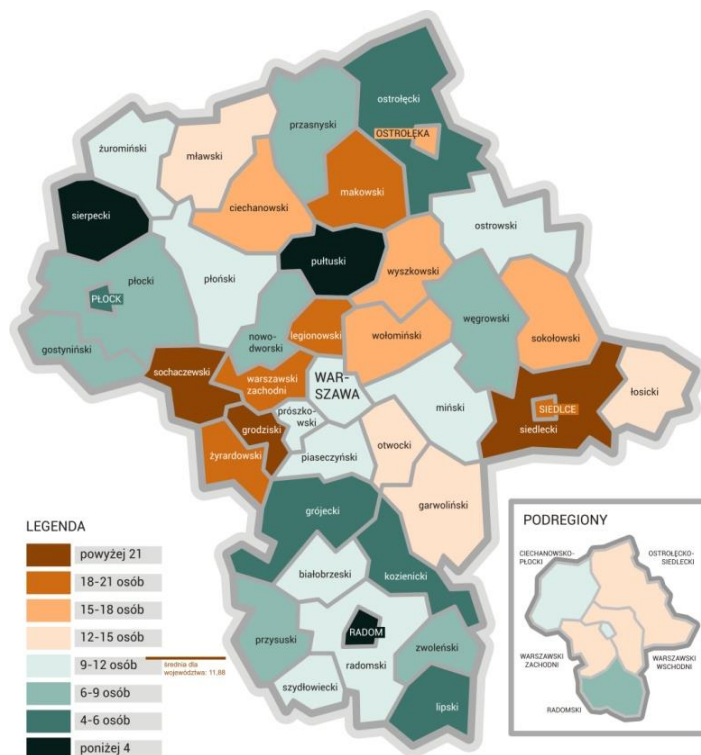 ostrołęcki
OSTROŁĘKA
przasnyski
żuromiński
mławski
makowski
ciechanowski
sierpecki
ostrowski
pułtuski
wyszkowski
płocki
płoński
PŁOCK
węgrowski
sokołowski
nowo-
dworski
legionowski
wołomiński
gostyniński
sochaczewski
warszawski
zachodni
WAR-
SZAWA
miński
łosicki
SIEDLCE
siedlecki
prószko-
wski
grodziski
żyrardowski
piaseczyński
otwocki
garwoliński
grójecki
białobrzeski
kozienicki
RADOM
przysuski
radomski
zwoleński
szydłowiecki
lipski
LEGENDA
powyżej 21
18-21 osób
15-18 osób
12-15 osób
9-12 osób
średnia dla
województwa: 11,88
6-9 osób
4-6 osób
poniżej 4
PODREGIONY
CIECHANOWSKO-
PŁOCKI
OSTROŁĘCKO-
SIEDLECKI
WARSZAWSKI
ZACHODNI
WARSZAWSKI
WSCHODNI
RADOMSKI